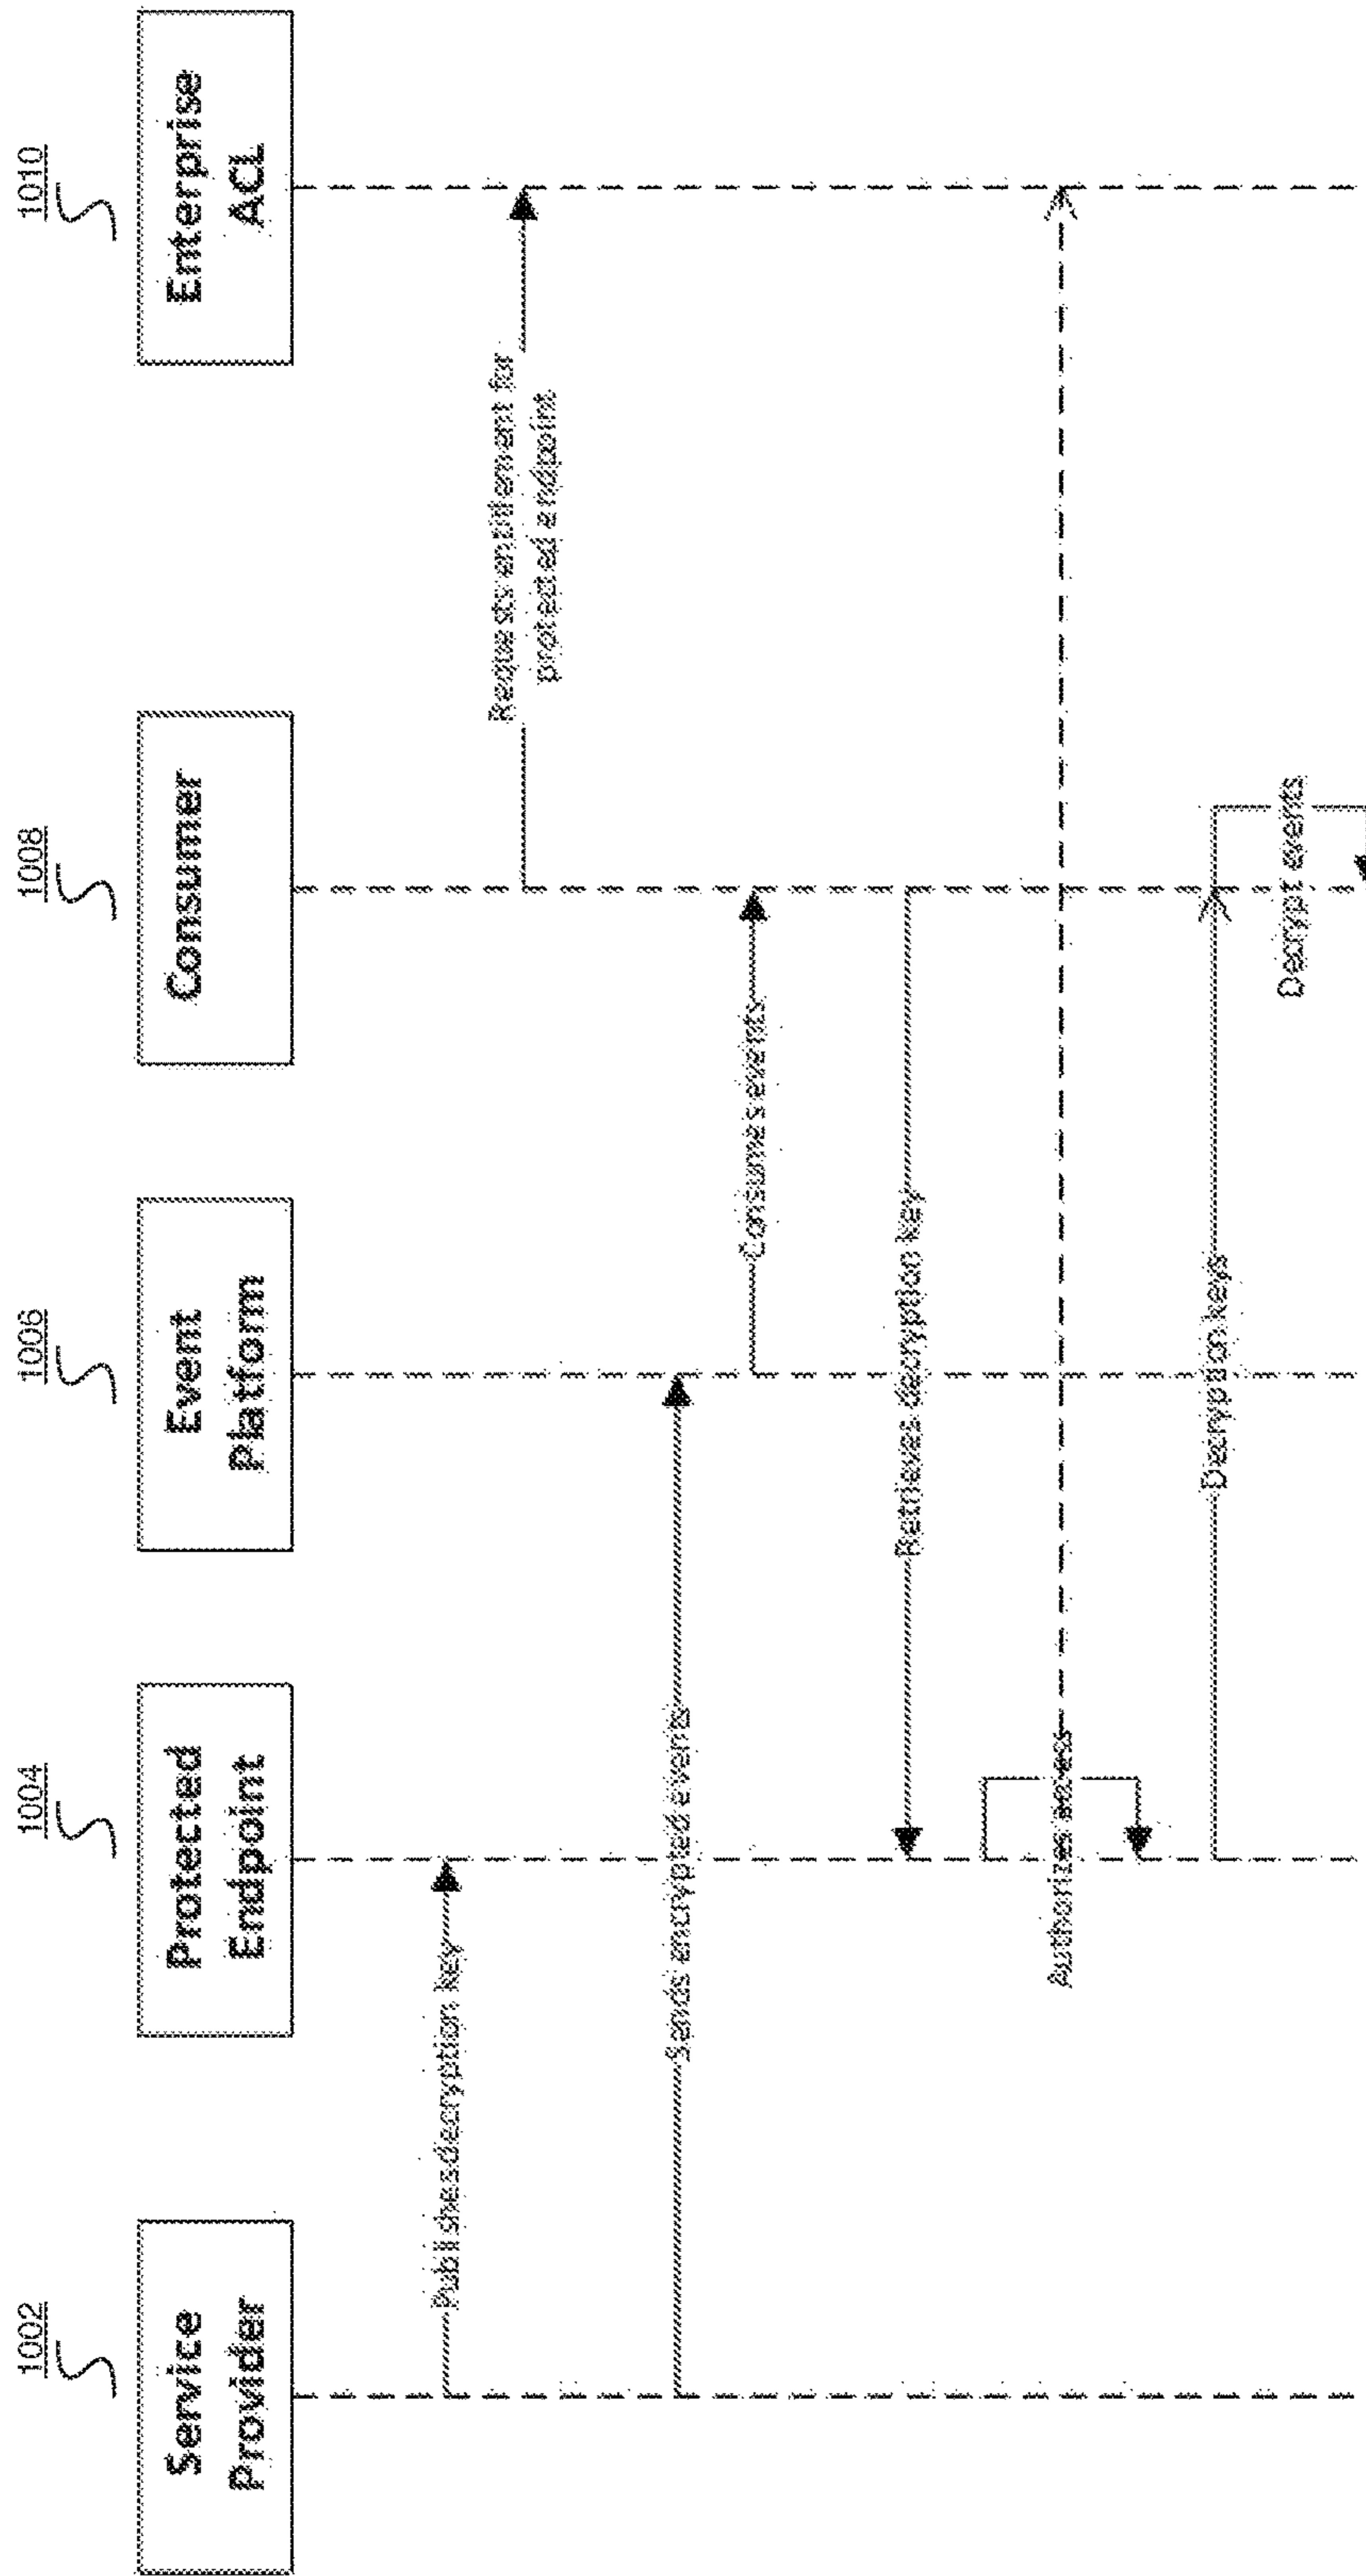 1002
1004
1006
1008
1010
Service
Provider
Protected
Endpoint
Event
Platform
Consumer
Enterprise
ACL
Publishes decryption key
Requests entitlement for
protected endpoint
Sends encrypted events
Consumes events
Retrieves decryption key
Authorizes access
Decryption keys
Decrypt events